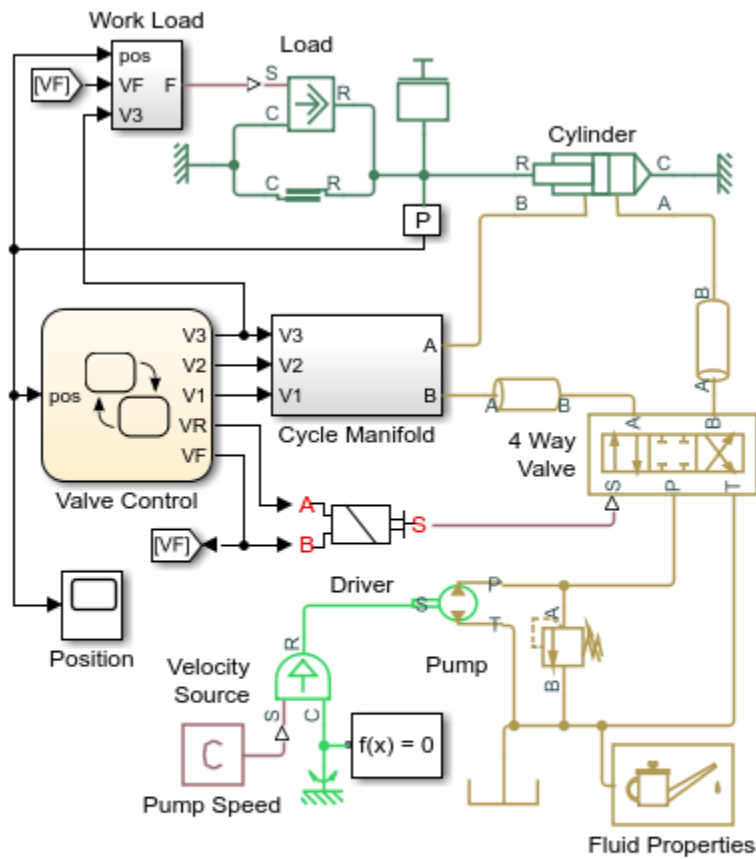 Work Load
pos
VF
V3
F
[VF]
Load
S
R
C
C
R
P
Cylinder
R
C
B
A
Valve Control
pos
V3
V2
V1
VR
VF
Cycle Manifold
V3
V2
V1
A
B
A
B
B
A
4 Way
Valve
A
B
S
P
T
[VF]
A
B
S
Driver
Position
Velocity
Source
R
S
C
S
P
T
Pump
A
B
C
Pump Speed
f(x) = 0
Fluid Properties